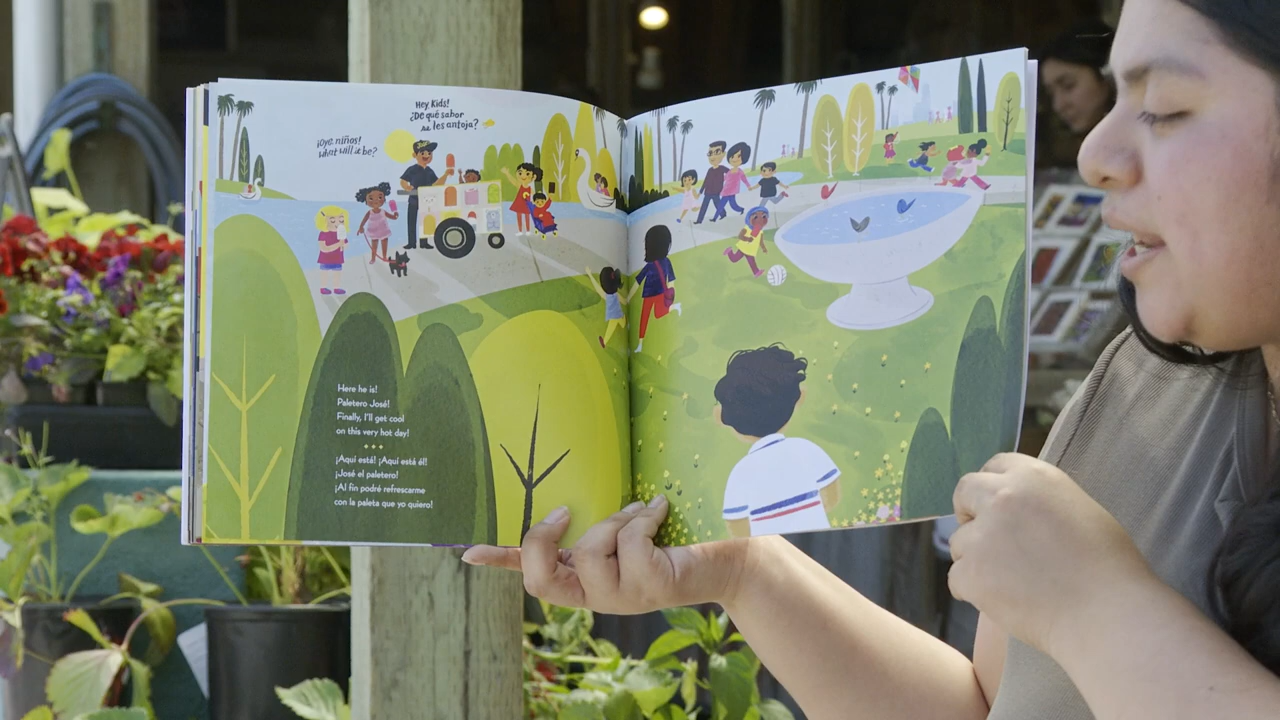 Hey Kids!
¿De qué sabor
se les antoja?
¡Oye, niños!
What will it be?
Here he is!
Paletero José!
Finally, I'll get cool
on this very hot day!
¡Aquí está! ¡Aquí está él!
¡José el paletero!
¡Al fin podré refrescarme
con la paleta que yo quiero!